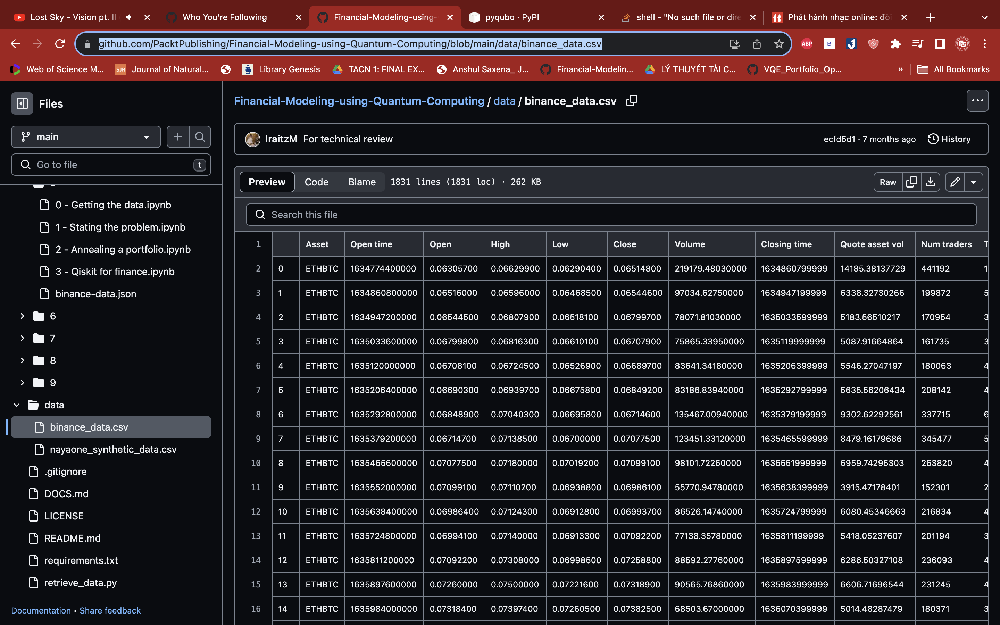 Lost Sky - Vision pt. II
Who You're Following
Financial-Modeling-using-
pyqubo · PyPI
shell - "No such file or dire
Phát hành nhạc online: đòi
github.com/PacktPublishing/Financial-Modeling-using-Quantum-Computing/blob/main/data/binance_data.csv
ABP
B
Web of Science M...
SJR Journal of Natural...
Library Genesis
TACN 1: FINAL EX...
Anshul Saxena_ J...
Financial-Modelin...
LÝ THUYẾT TÀI C...
VQE_Portfolio_Op...
»
All Bookmarks
Files
main
Go to file
t
0 - Getting the data.ipynb
1 - Stating the problem.ipynb
2 - Annealing a portfolio.ipynb
3 - Qiskit for finance.ipynb
binance-data.json
6
7
8
9
data
binance_data.csv
nayaone_synthetic_data.csv
.gitignore
DOCS.md
LICENSE
README.md
requirements.txt
retrieve_data.py
Documentation • Share feedback
Financial-Modeling-using-Quantum-Computing / data / binance_data.csv
IraitzM For technical review
ecfd5d1 · 7 months ago
History
Preview Code Blame 1831 lines (1831 loc) · 262 KB
Raw
Search this file
1 Asset Open time Open High Low Close Volume Closing time Quote asset vol Num traders T
2 0 ETHBTC 1634774400000 0.06305700 0.06629900 0.06290400 0.06514800 219179.48030000 1634860799999 14185.38137729 441192 1
3 1 ETHBTC 1634860800000 0.06516000 0.06596000 0.06468500 0.06544600 97034.62750000 1634947199999 6338.32730266 199872 5
4 2 ETHBTC 1634947200000 0.06544500 0.06807900 0.06518100 0.06799700 78071.81030000 1635033599999 5183.56510217 170954 3
5 3 ETHBTC 1635033600000 0.06799800 0.06816300 0.06610100 0.06707900 75865.33950000 1635119999999 5087.91664864 161735 3
6 4 ETHBTC 1635120000000 0.06708100 0.06724500 0.06526900 0.06689700 83641.34180000 1635206399999 5546.27047197 180063 4
7 5 ETHBTC 1635206400000 0.06690300 0.06939700 0.06675800 0.06849200 83186.83940000 1635292799999 5635.56206434 208142 4
8 6 ETHBTC 1635292800000 0.06848900 0.07040300 0.06695800 0.06714600 135467.00940000 1635379199999 9302.62292561 337715 6
9 7 ETHBTC 1635379200000 0.06714700 0.07138500 0.06700000 0.07077500 123451.33120000 1635465599999 8479.16179686 345477 5
10 8 ETHBTC 1635465600000 0.07077500 0.07180000 0.07019200 0.07099100 98101.72260000 1635551999999 6959.74295303 263820 4
11 9 ETHBTC 1635552000000 0.07099100 0.07110200 0.06938800 0.06986100 55770.94780000 1635638399999 3915.47178401 152301 2
12 10 ETHBTC 1635638400000 0.06986400 0.07124300 0.06912800 0.06993700 86526.14740000 1635724799999 6080.45346663 216834 4
13 11 ETHBTC 1635724800000 0.06994100 0.07140000 0.06913300 0.07092200 77138.35780000 1635811199999 5418.05237607 201194 3
14 12 ETHBTC 1635811200000 0.07092200 0.07308000 0.06998500 0.07258800 88592.27760000 1635897599999 6286.50327108 236093 4
15 13 ETHBTC 1635897600000 0.07260000 0.07500000 0.07221600 0.07318900 90565.76860000 1635983999999 6606.71696544 231245 4
16 14 ETHBTC 1635984000000 0.07318400 0.07397400 0.07260500 0.07382500 68503.67000000 1636070399999 5014.48287479 180371 3